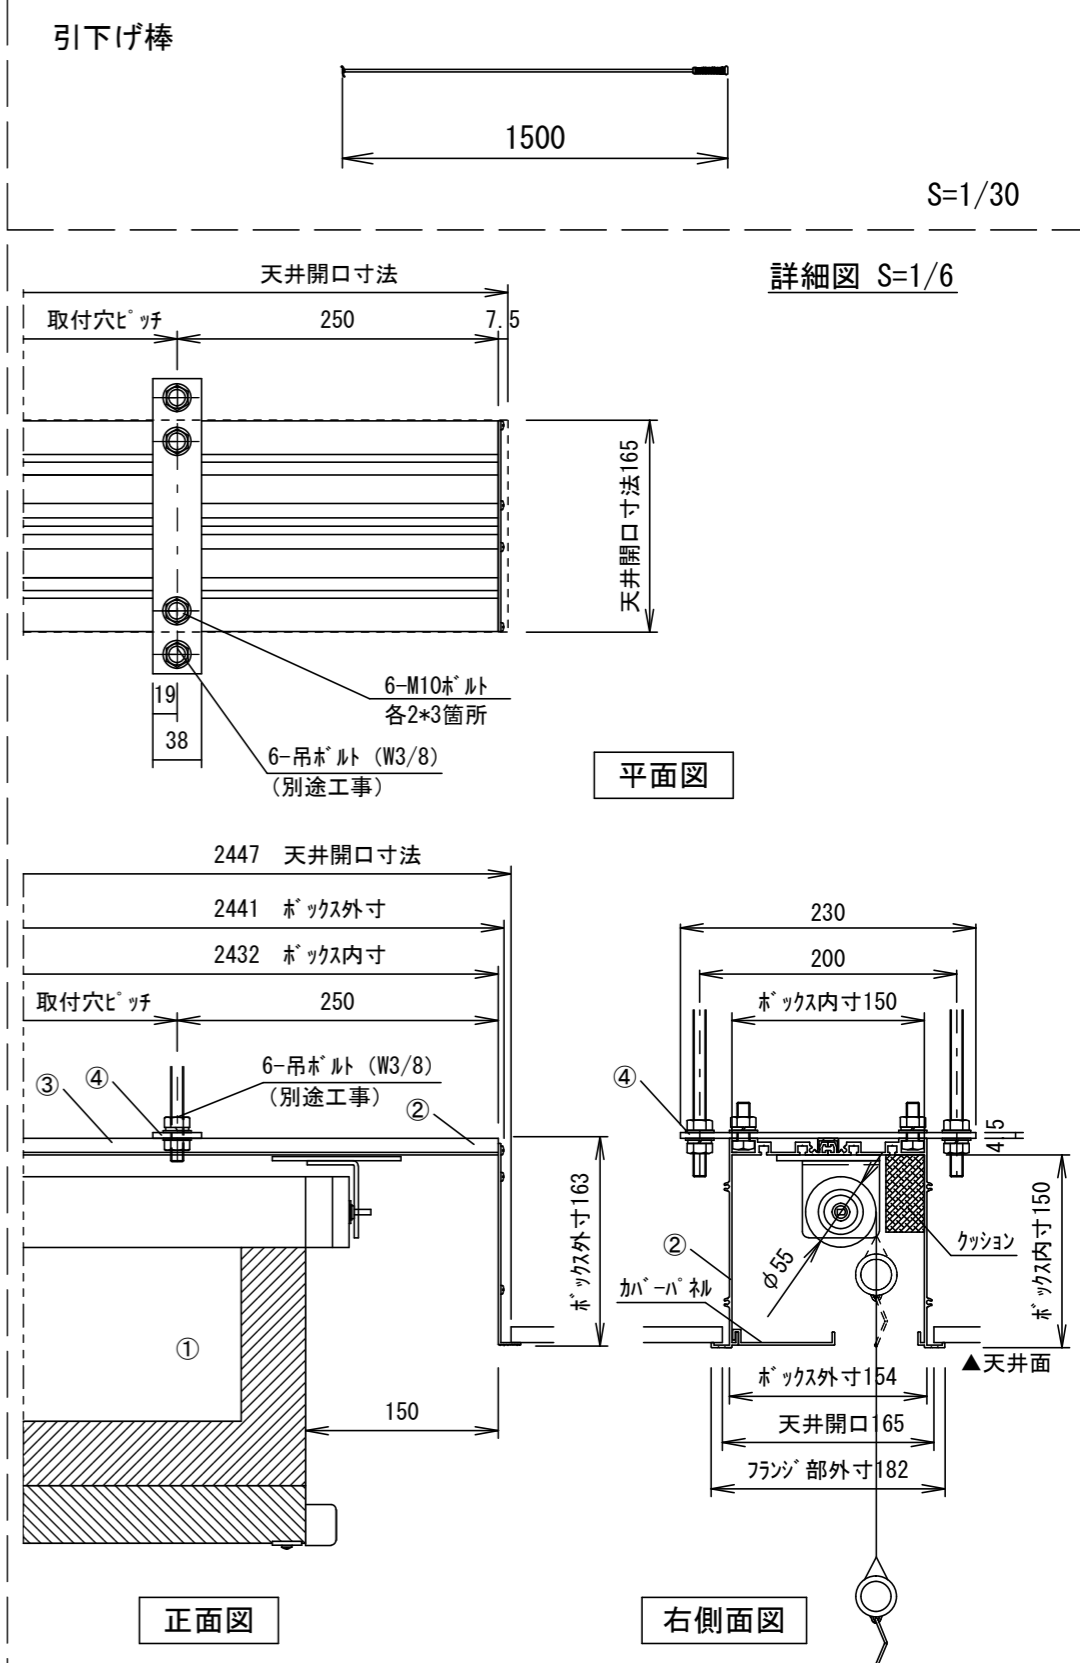 引下げ棒
1500
S=1/30
詳細図 S=1/6
天井開口寸法
取付穴ﾋﾟｯﾁ
250
7.5
天井開口寸法165
6-M10ﾎﾞﾙﾄ
各2*3箇所
19
38
6-吊ﾎﾞﾙﾄ (W3/8)
(別途工事)
平面図
2447 天井開口寸法
2441 ﾎﾞｯｸｽ外寸
2432 ﾎﾞｯｸｽ内寸
取付穴ﾋﾟｯﾁ
250
6-吊ﾎﾞﾙﾄ (W3/8)
(別途工事)
③
④
②
ﾎﾞｯｸｽ外寸163
①
150
正面図
230
200
ﾎﾞｯｸｽ内寸150
④
4.5
②
φ55
ｸｯｼｮﾝ
ｶﾊﾞｰﾊﾟﾈﾙ
ﾎﾞｯｸｽ内寸150
▲天井面
ﾎﾞｯｸｽ外寸154
天井開口165
ﾌﾗﾝｼﾞ部外寸182
右側面図